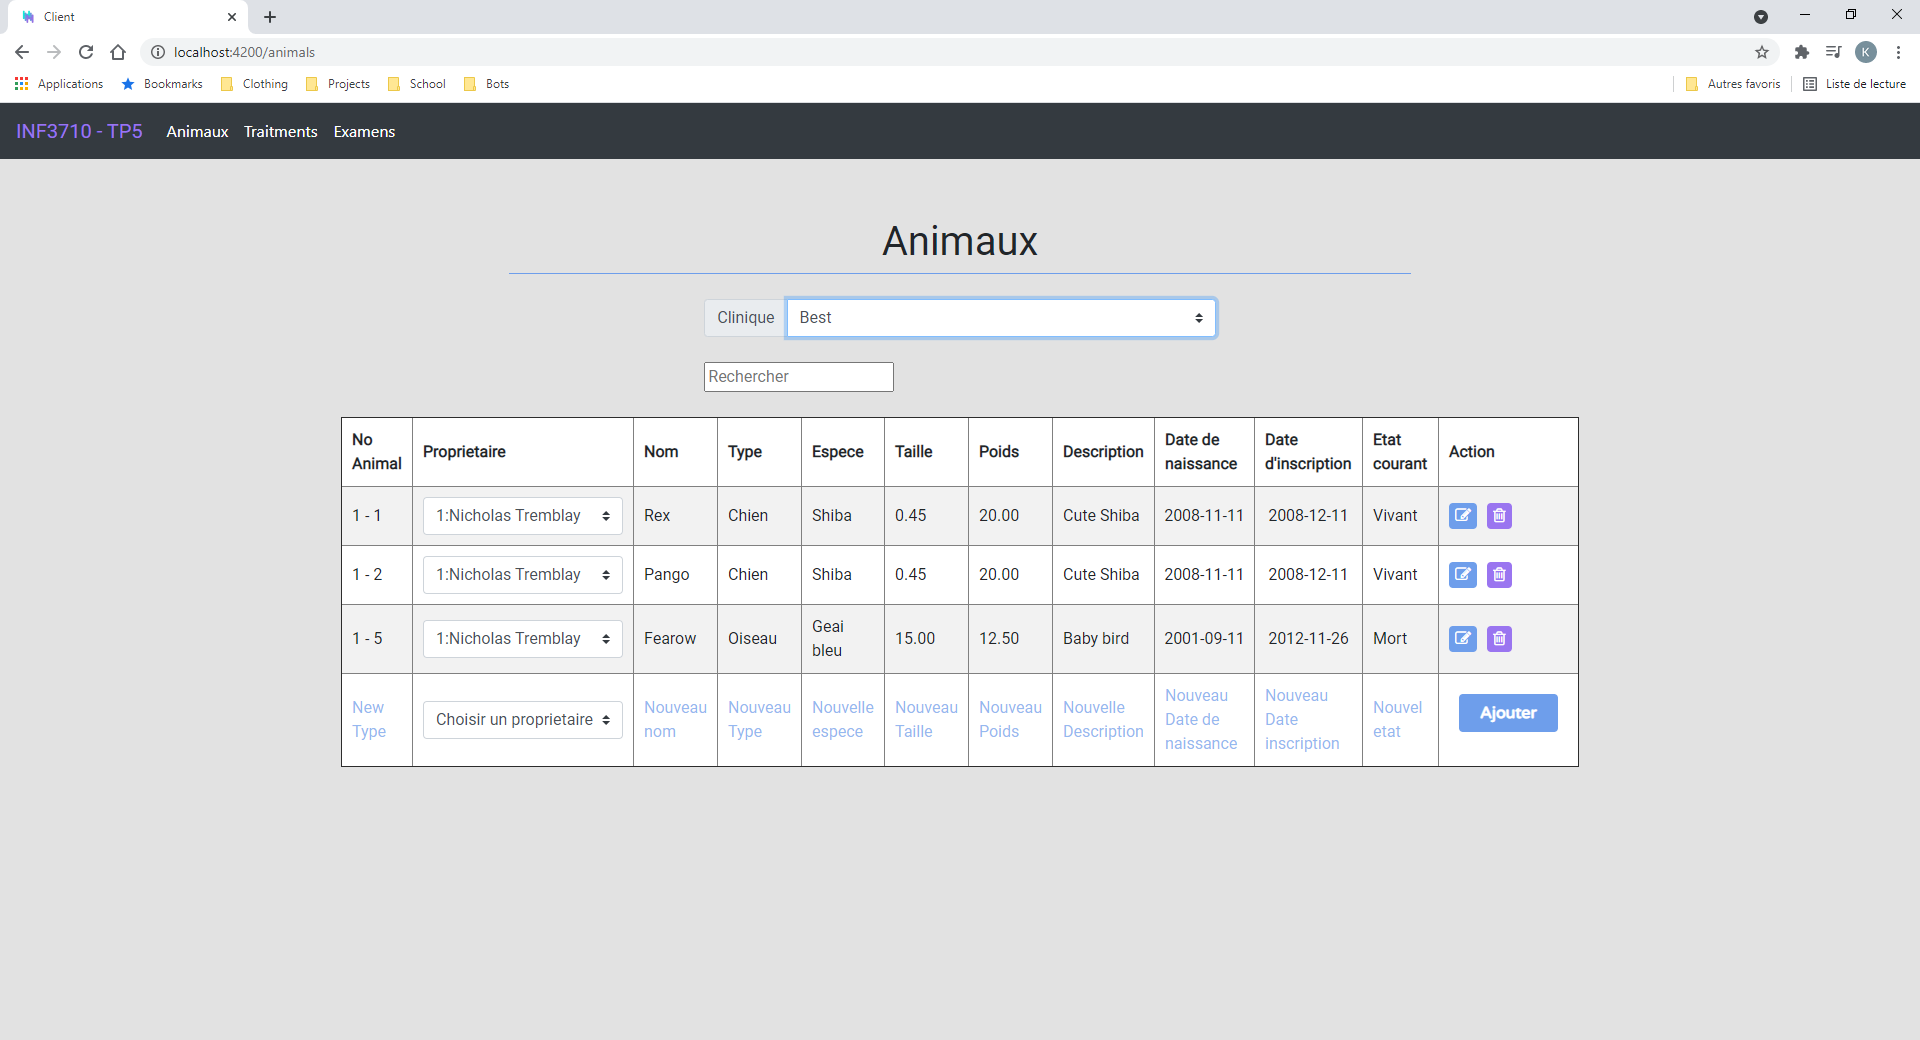 Client
localhost:4200/animals
K
Applications Bookmarks Clothing Projects School Bots Autres favoris Liste de lecture
INF3710 - TP5 Animaux Traitments Examens
Animaux
Clinique Best
Rechercher
No Animal Proprietaire Nom Type Espece Taille Poids Description Date de naissance Date d'inscription Etat courant Action
1 - 1 1:Nicholas Tremblay Rex Chien Shiba 0.45 20.00 Cute Shiba 2008-11-11 2008-12-11 Vivant
1 - 2 1:Nicholas Tremblay Pango Chien Shiba 0.45 20.00 Cute Shiba 2008-11-11 2008-12-11 Vivant
1 - 5 1:Nicholas Tremblay Fearow Oiseau Geai bleu 15.00 12.50 Baby bird 2001-09-11 2012-11-26 Mort
New Type Choisir un proprietaire Nouveau nom Nouveau Type Nouvelle espece Nouveau Taille Nouveau Poids Nouvelle Description Nouveau Date de naissance Nouveau Date inscription Nouvel etat Ajouter